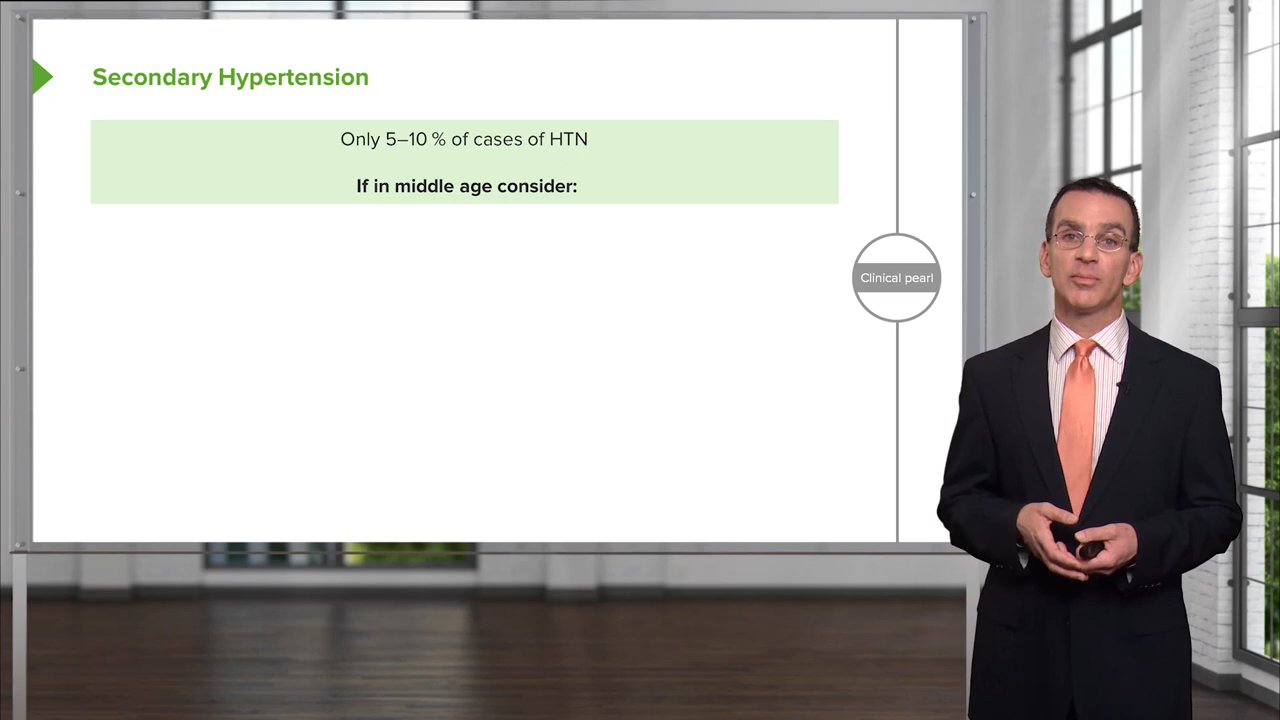 Secondary Hypertension
Only 5–10 % of cases of HTN
If in middle age consider:
Clinical pearl